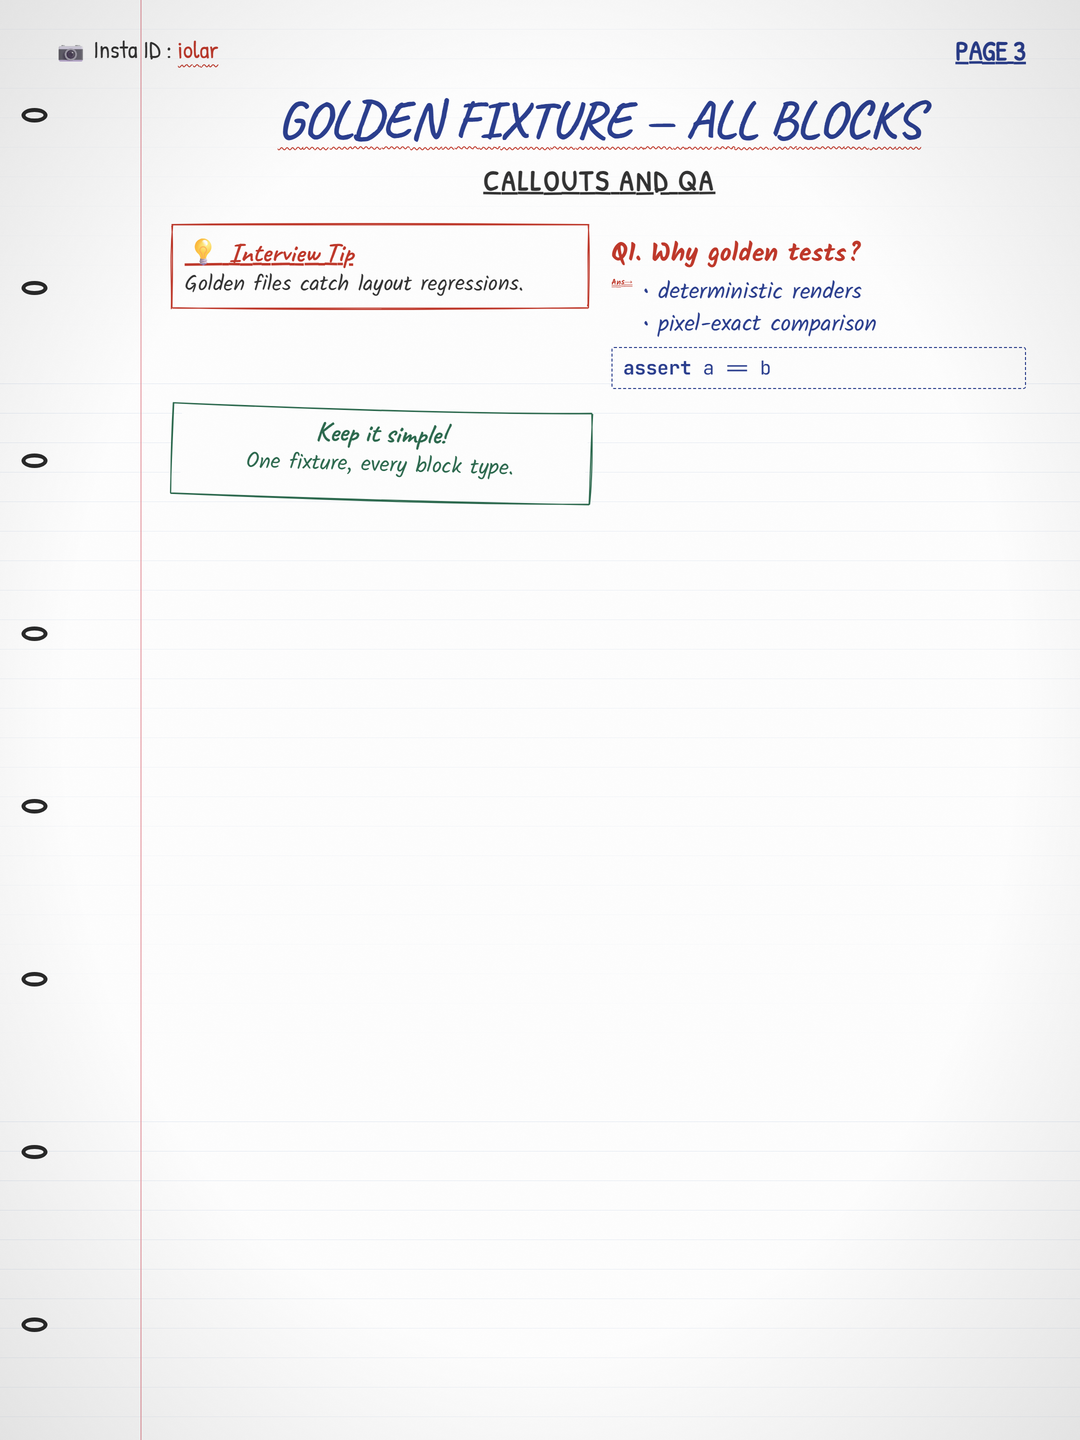 📷 Insta ID : iolar
PAGE 3
GOLDEN FIXTURE – ALL BLOCKS
CALLOUTS AND QA
💡 Interview Tip
Golden files catch layout regressions.
Q1. Why golden tests?
Ans→
• deterministic renders
• pixel-exact comparison
assert a == b
Keep it simple!
One fixture, every block type.